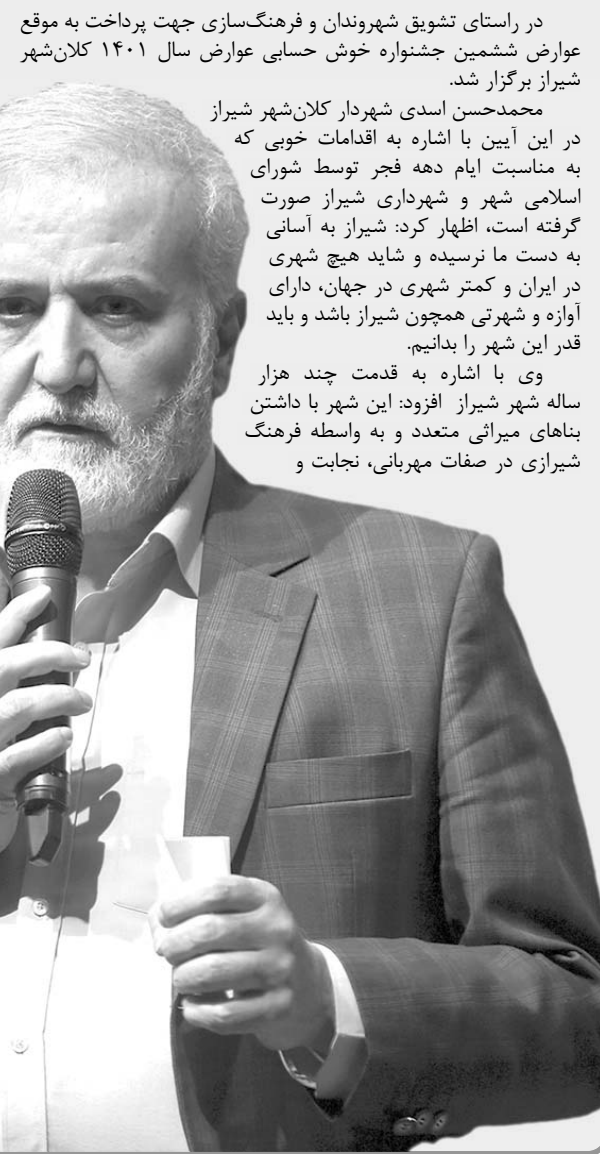 در راستای تشویق شهروندان و فرهنگ‌سازی جهت پرداخت به موقع
عوارض ششمین جشنواره خوش حسابی عوارض سال ۱۴۰۱ کلان‌شهر
شیراز برگزار شد.
محمدحسن اسدی شهردار کلان‌شهر شیراز
در این آیین با اشاره به اقدامات خوبی که
به مناسبت ایام دهه فجر توسط شورای
اسلامی شهر و شهرداری شیراز صورت
گرفته است، اظهار کرد: شیراز به آسانی
به دست ما نرسیده و شاید هیچ شهری
در ایران و کمتر شهری در جهان، دارای
آوازه و شهرتی همچون شیراز باشد و باید
قدر این شهر را بدانیم.
وی با اشاره به قدمت چند هزار
ساله شهر شیراز افزود: این شهر با داشتن
بناهای میراثی متعدد و به واسطه فرهنگ
شیرازی در صفات مهربانی، نجابت و